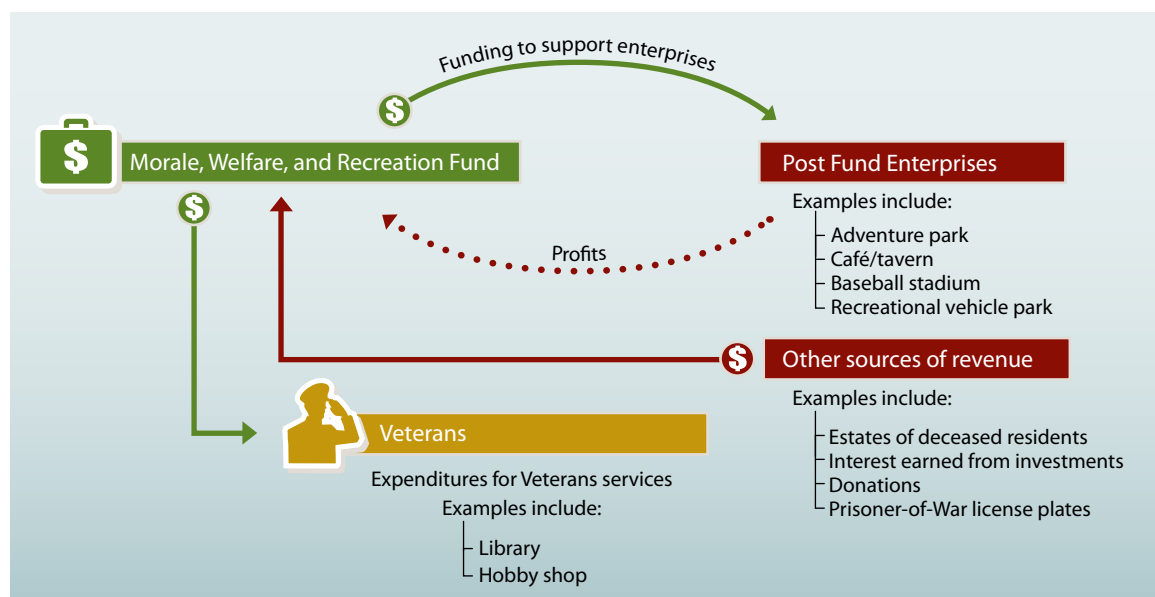 Funding to support enterprises
$
$
Morale, Welfare, and Recreation Fund
Post Fund Enterprises
$
Examples include:
Adventure park
Café/tavern
Baseball stadium
Recreational vehicle park
Profits
$
Other sources of revenue
Examples include:
Estates of deceased residents
Interest earned from investments
Donations
Prisoner-of-War license plates
Veterans
Expenditures for Veterans services
Examples include:
Library
Hobby shop